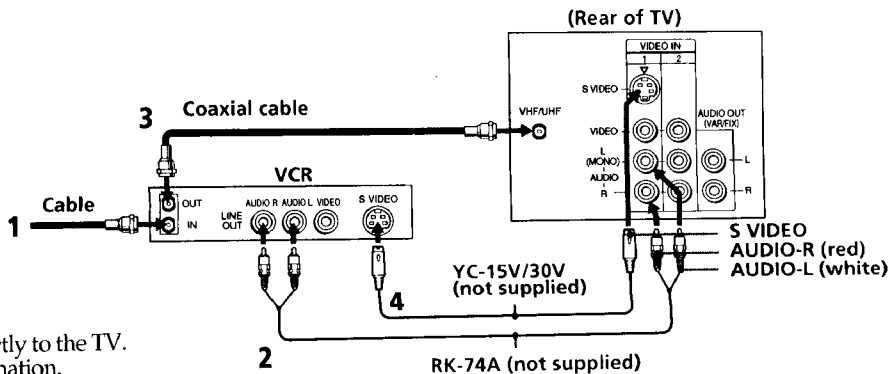 (Rear of TV)
VIDEO IN
1 2
S VIDEO
VHF/UHF
AUDIO OUT
(VAR/FIX)
VIDEO
L
(MONO)
AUDIO
R
L
R
3
Coaxial cable
VCR
1
Cable
OUT
IN
LINE
OUT
AUDIO R AUDIO L VIDEO
S VIDEO
S VIDEO
AUDIO-R (red)
AUDIO-L (white)
YC-15V/30V
(not supplied)
4
2
RK-74A (not supplied)
tly to the TV.
nation.